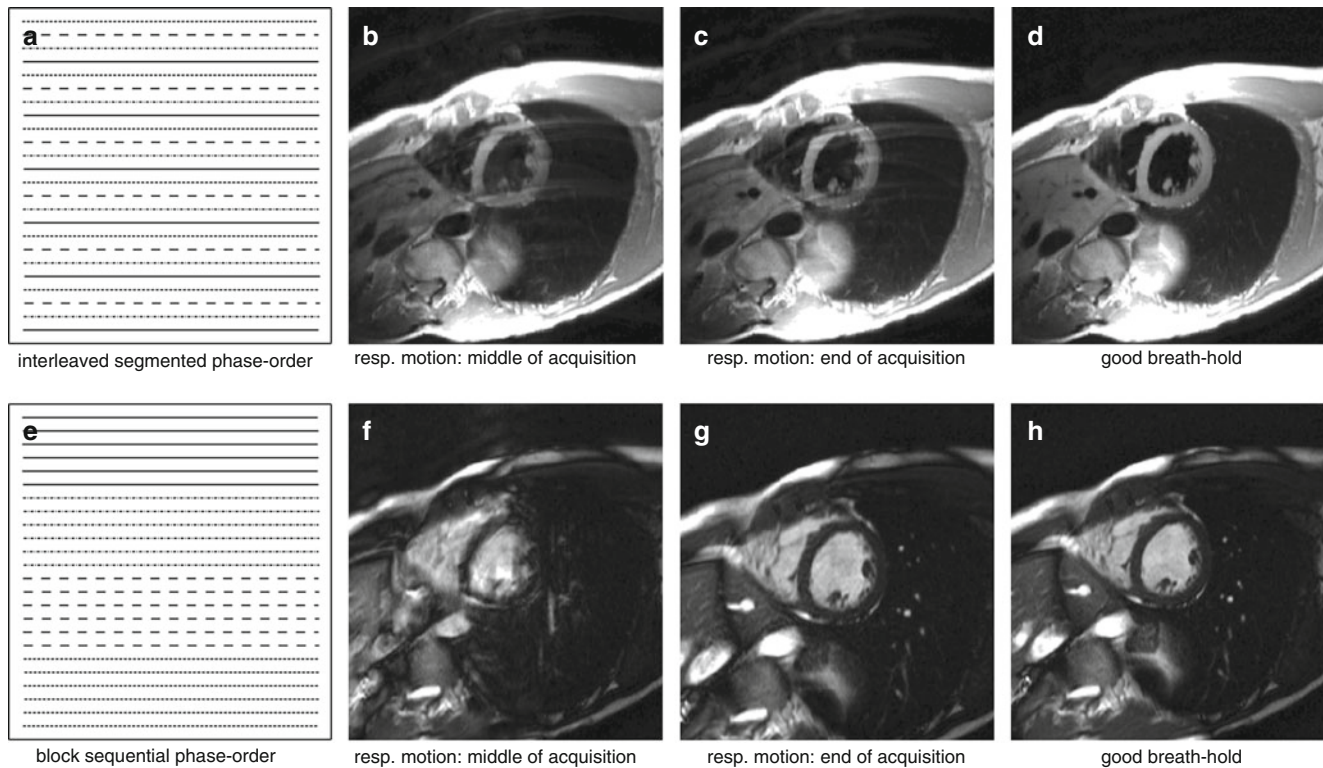 a
b
c
d
interleaved segmented phase-order
resp. motion: middle of acquisition
resp. motion: end of acquisition
good breath-hold
e
f
g
h
block sequential phase-order
resp. motion: middle of acquisition
resp. motion: end of acquisition
good breath-hold